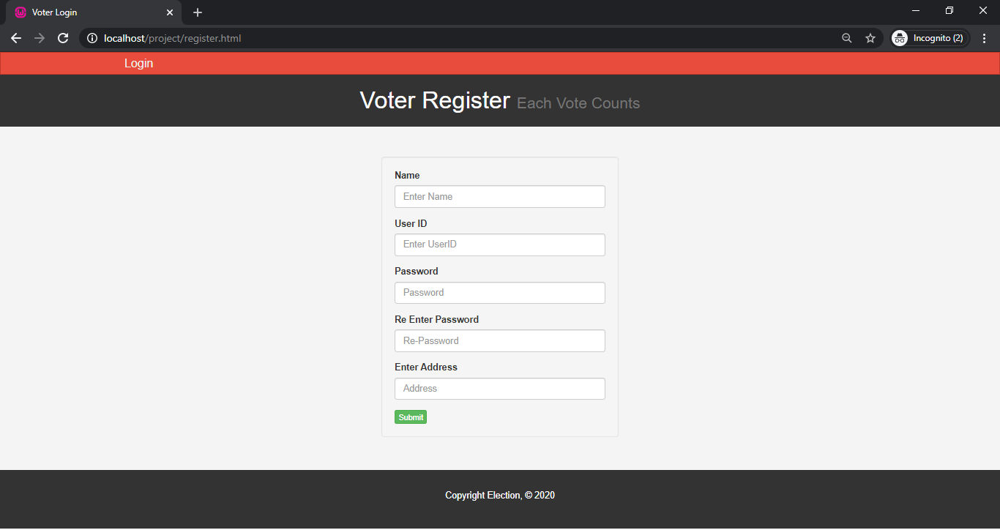 Voter Login
localhost/project/register.html
Incognito (2)
Login
Voter Register Each Vote Counts
Name
Enter Name
User ID
Enter UserID
Password
Password
Re Enter Password
Re-Password
Enter Address
Address
Submit
Copyright Election, © 2020